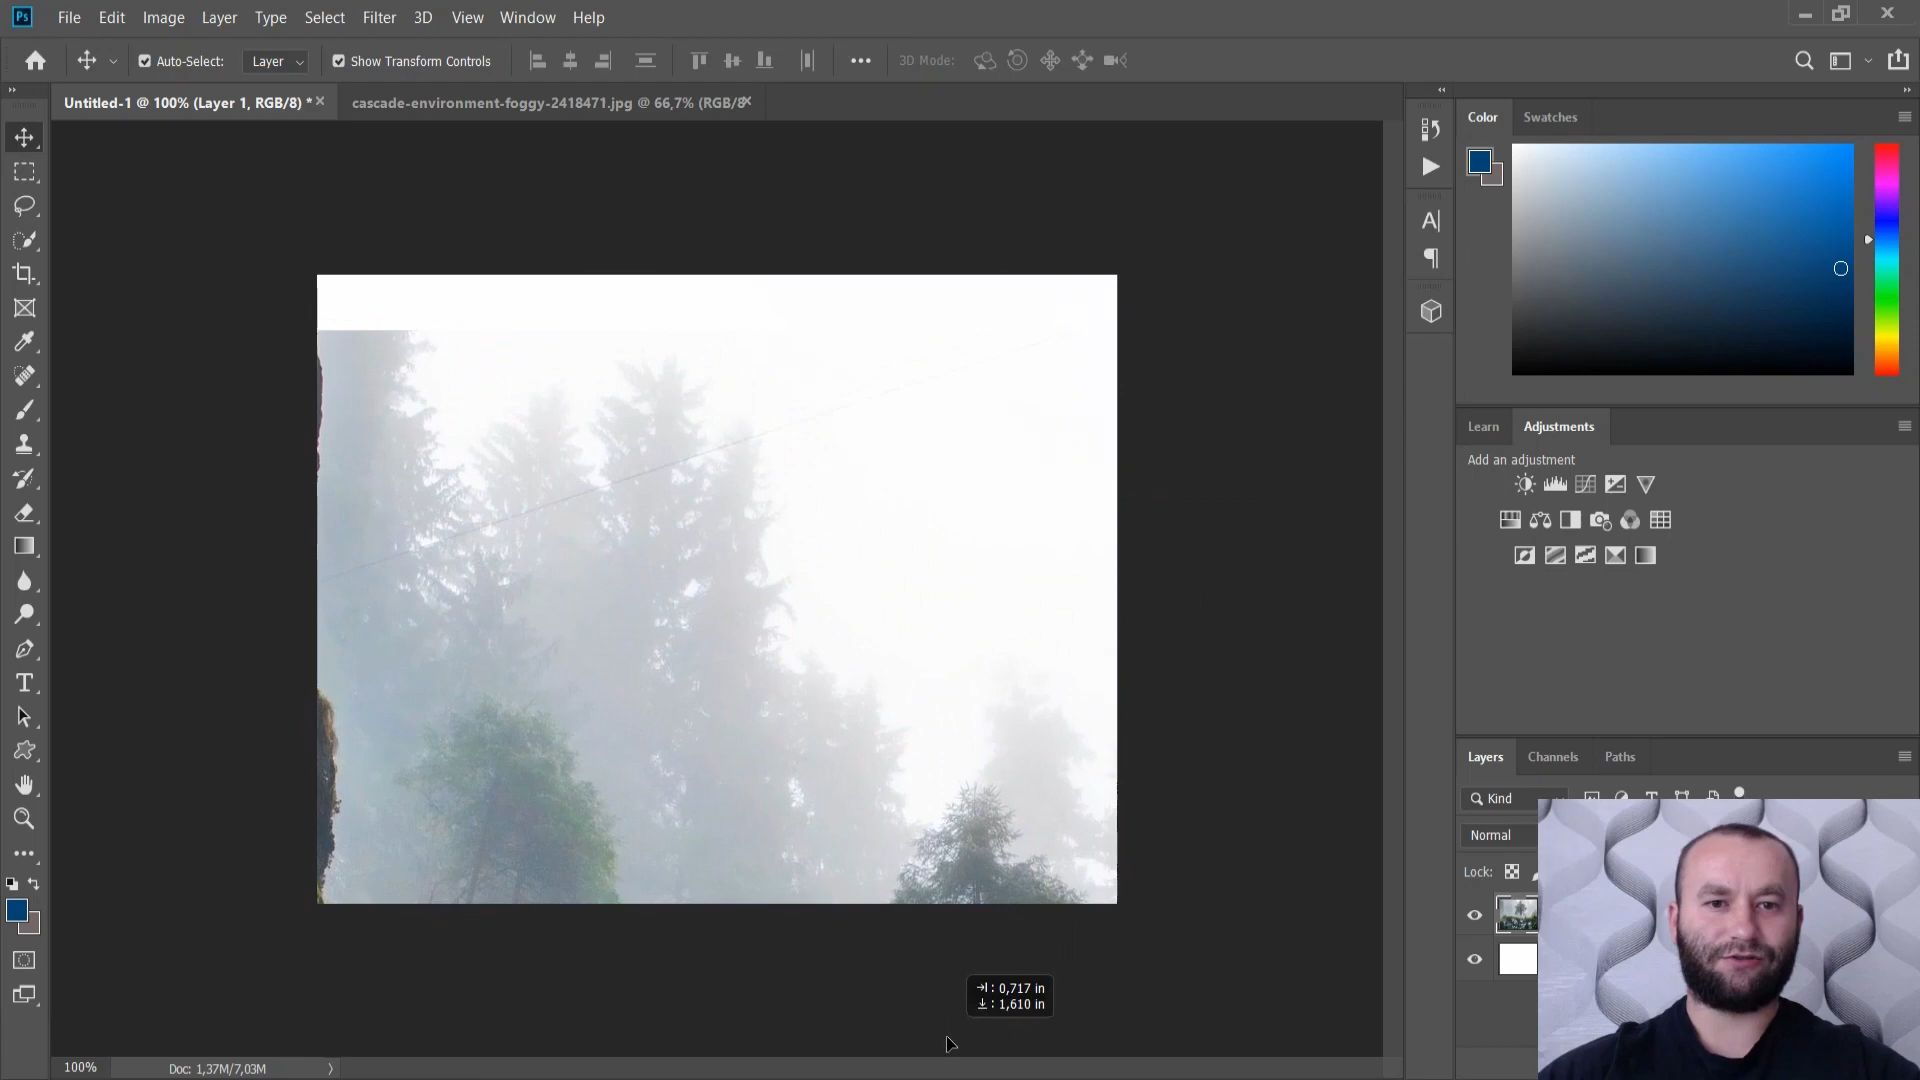 Ps File Edit Image Layer Type Select Filter 3D View Window Help
Auto-Select: Layer Show Transform Controls 3D Mode:
Untitled-1 @ 100% (Layer 1, RGB/8) * cascade-environment-foggy-2418471.jpg @ 66,7% (RGB/8
Color Swatches
Learn Adjustments
Add an adjustment
Layers Channels Paths
Kind
Normal
Lock:
: 0,717 in
: 1,610 in
100% Doc: 1,37M/7,03M